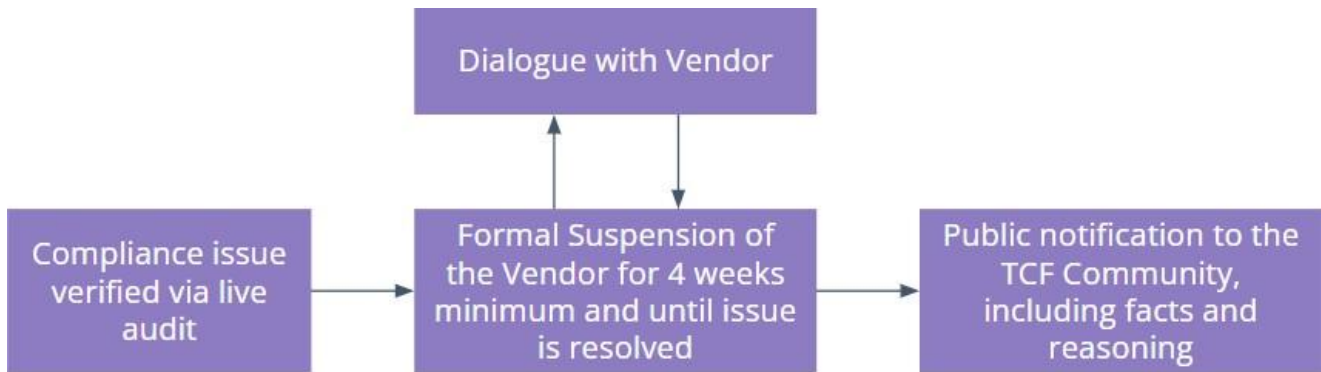 Dialogue with Vendor
Compliance issue
verified via live
audit
Formal Suspension of
the Vendor for 4 weeks
minimum and until issue
is resolved
Public notification to the
TCF Community,
including facts and
reasoning